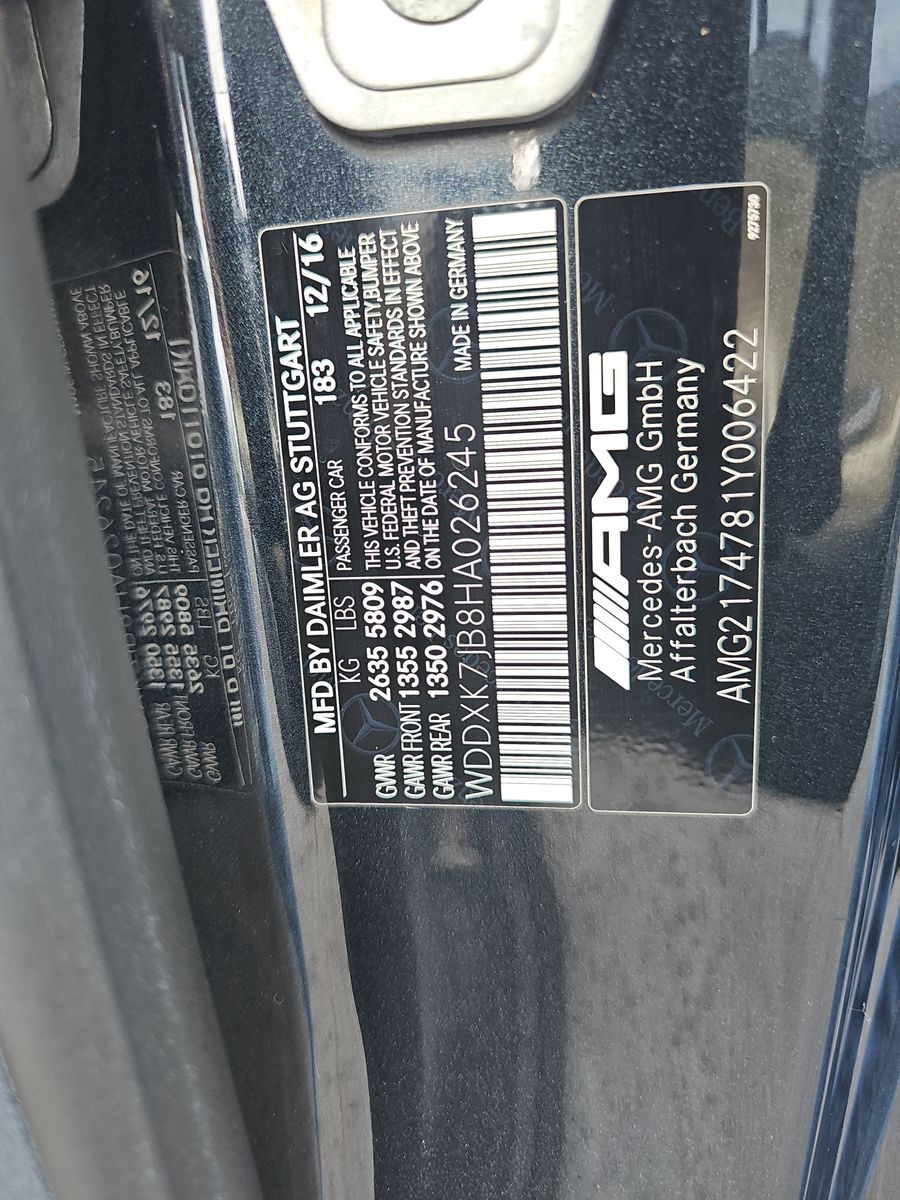 MFD BY DAIMLER AG STUTTGART
183 12/16
KG LBS PASSENGER CAR
GVWR 2635 5809
GAWR FRONT 1355 2987
GAWR REAR 1350 2976
THIS VEHICLE CONFORMS TO ALL APPLICABLE
U.S. FEDERAL MOTOR VEHICLE SAFETY,BUMPER
AND THEFT PREVENTION STANDARDS IN EFFECT
ON THE DATE OF MANUFACTURE SHOWN ABOVE
WDDXK7JB8HA026245 MADE IN GERMANY
AMG
Mercedes-AMG GmbH
Affalterbach Germany
AMG2174781Y006422